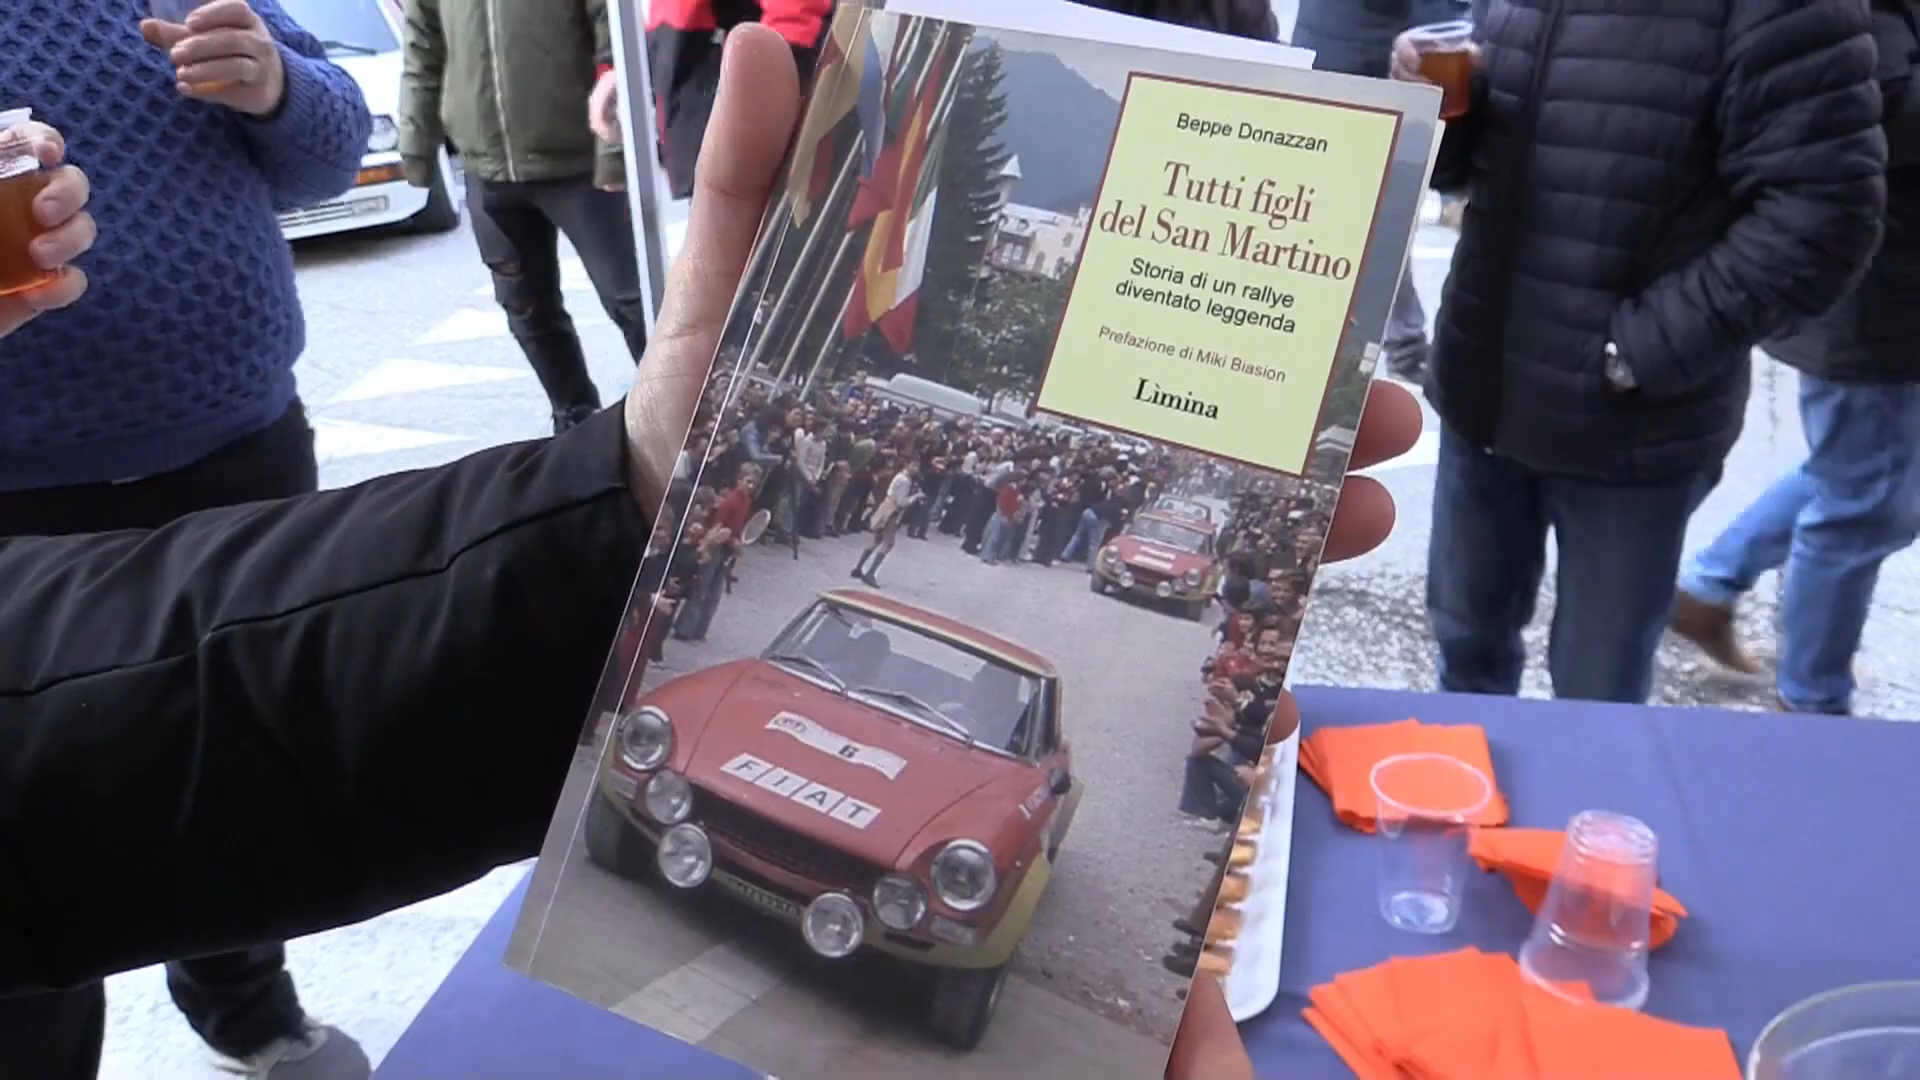 Beppe Donazzan
Tutti figli
del San Martino
Storia di un rallye
diventato leggenda
Prefazione di Miki Biasion
Lìmina
6
FIAT